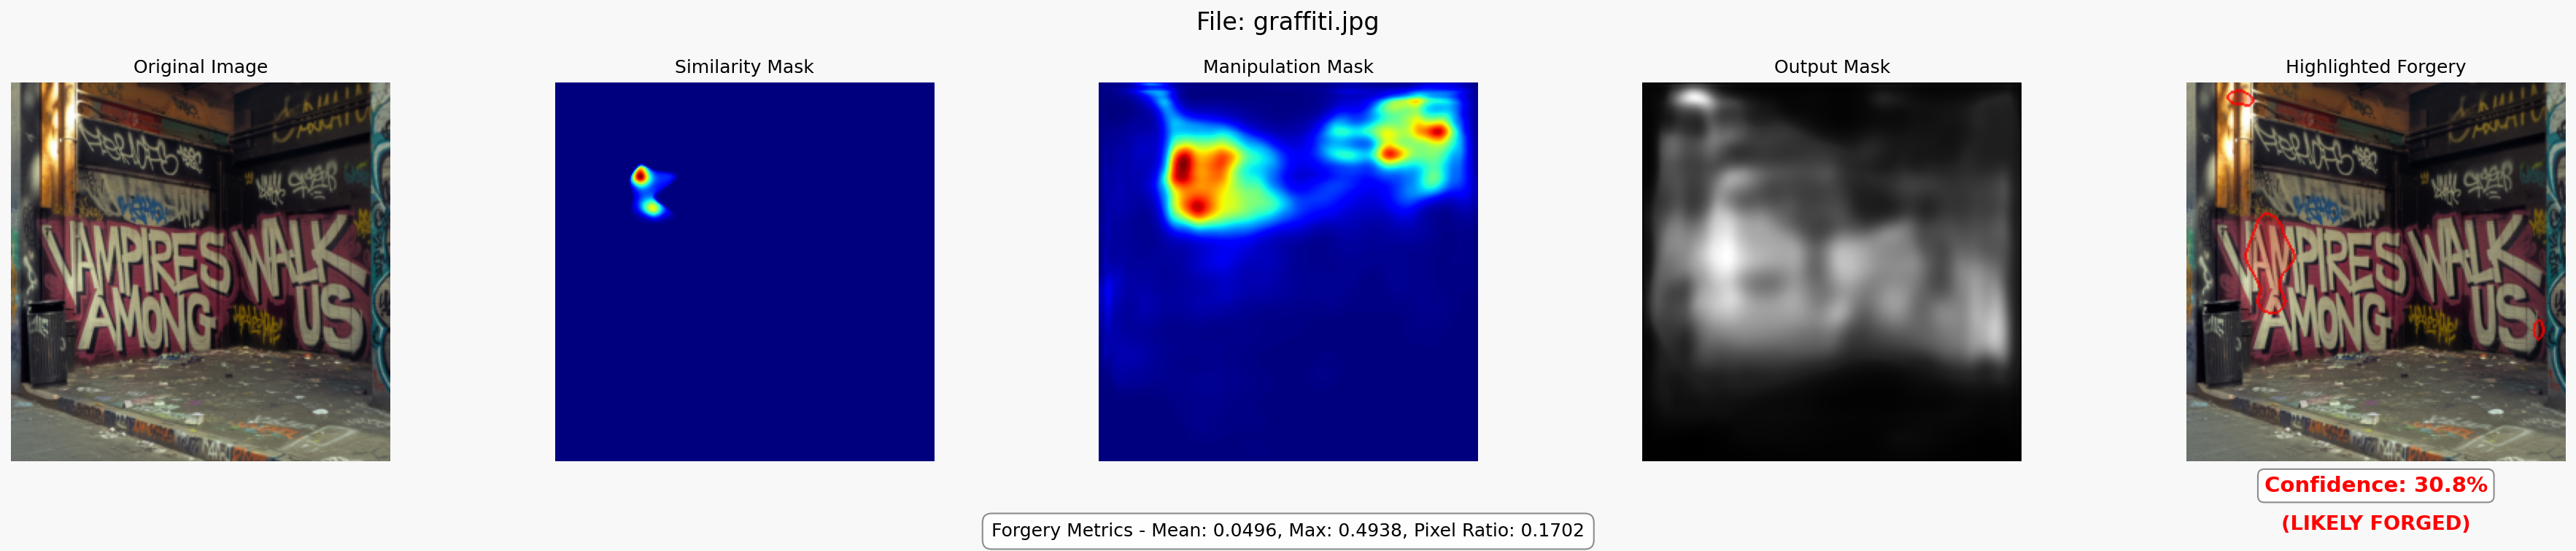 File: graffiti.jpg
Original Image
Similarity Mask
Manipulation Mask
Output Mask
Highlighted Forgery
VAMPIRES WALK
AMONG US
VAMPIRES WALK
AMONG US
Confidence: 30.8%
(LIKELY FORGED)
Forgery Metrics - Mean: 0.0496, Max: 0.4938, Pixel Ratio: 0.1702